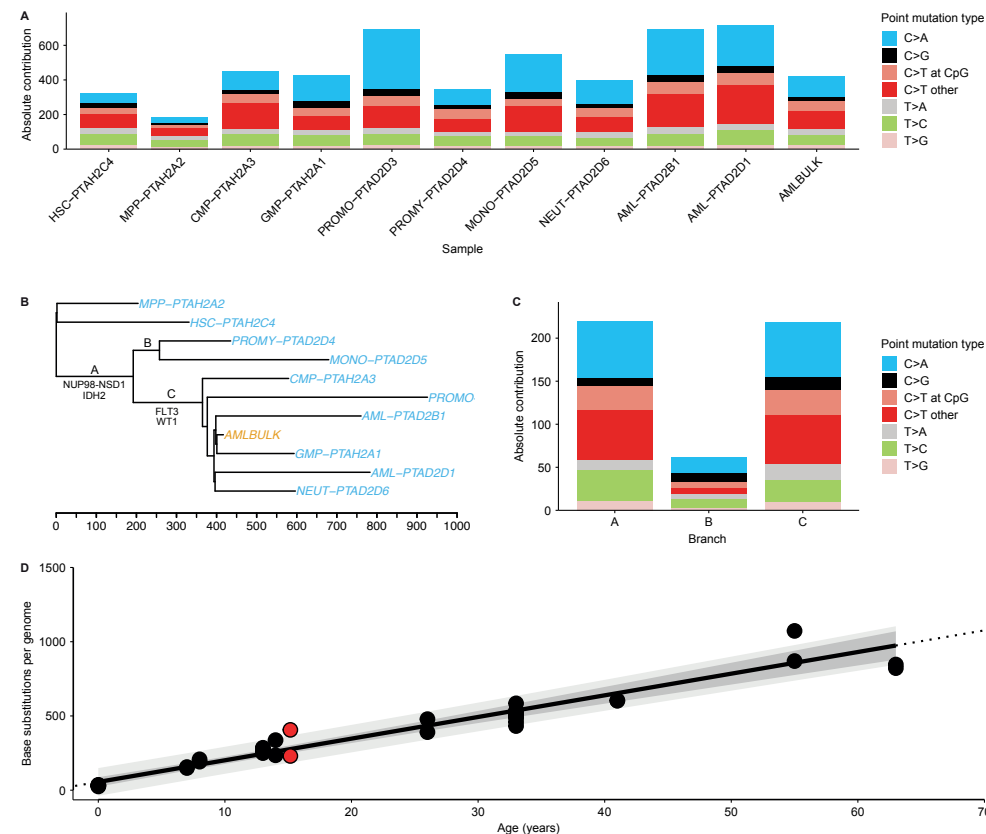 A
Absolute contribution
600
400
200
0
HSC−PTAH2C4
MPP−PTAH2A2
CMP−PTAH2A3
GMP−PTAH2A1
PROMO−PTAD2D3
PROMY−PTAD2D4
MONO−PTAD2D5
NEUT−PTAD2D6
AML−PTAD2B1
AML−PTAD2D1
AMLBULK
Sample
Point mutation type
C>A
C>G
C>T at CpG
C>T other
T>A
T>C
T>G
B
MPP−PTAH2A2
HSC−PTAH2C4
PROMY−PTAD2D4
B
MONO−PTAD2D5
A
NUP98-NSD1
IDH2
CMP−PTAH2A3
C
FLT3
WT1
PROMO
AML−PTAD2B1
AMLBULK
GMP−PTAH2A1
AML−PTAD2D1
NEUT−PTAD2D6
0 100 200 300 400 500 600 700 800 900 1000
C
Absolute contribution
200
150
100
50
0
A B C
Branch
Point mutation type
C>A
C>G
C>T at CpG
C>T other
T>A
T>C
T>G
D
Base substitutions per genome
1500
1000
500
0
0 10 20 30 40 50 60 70
Age (years)